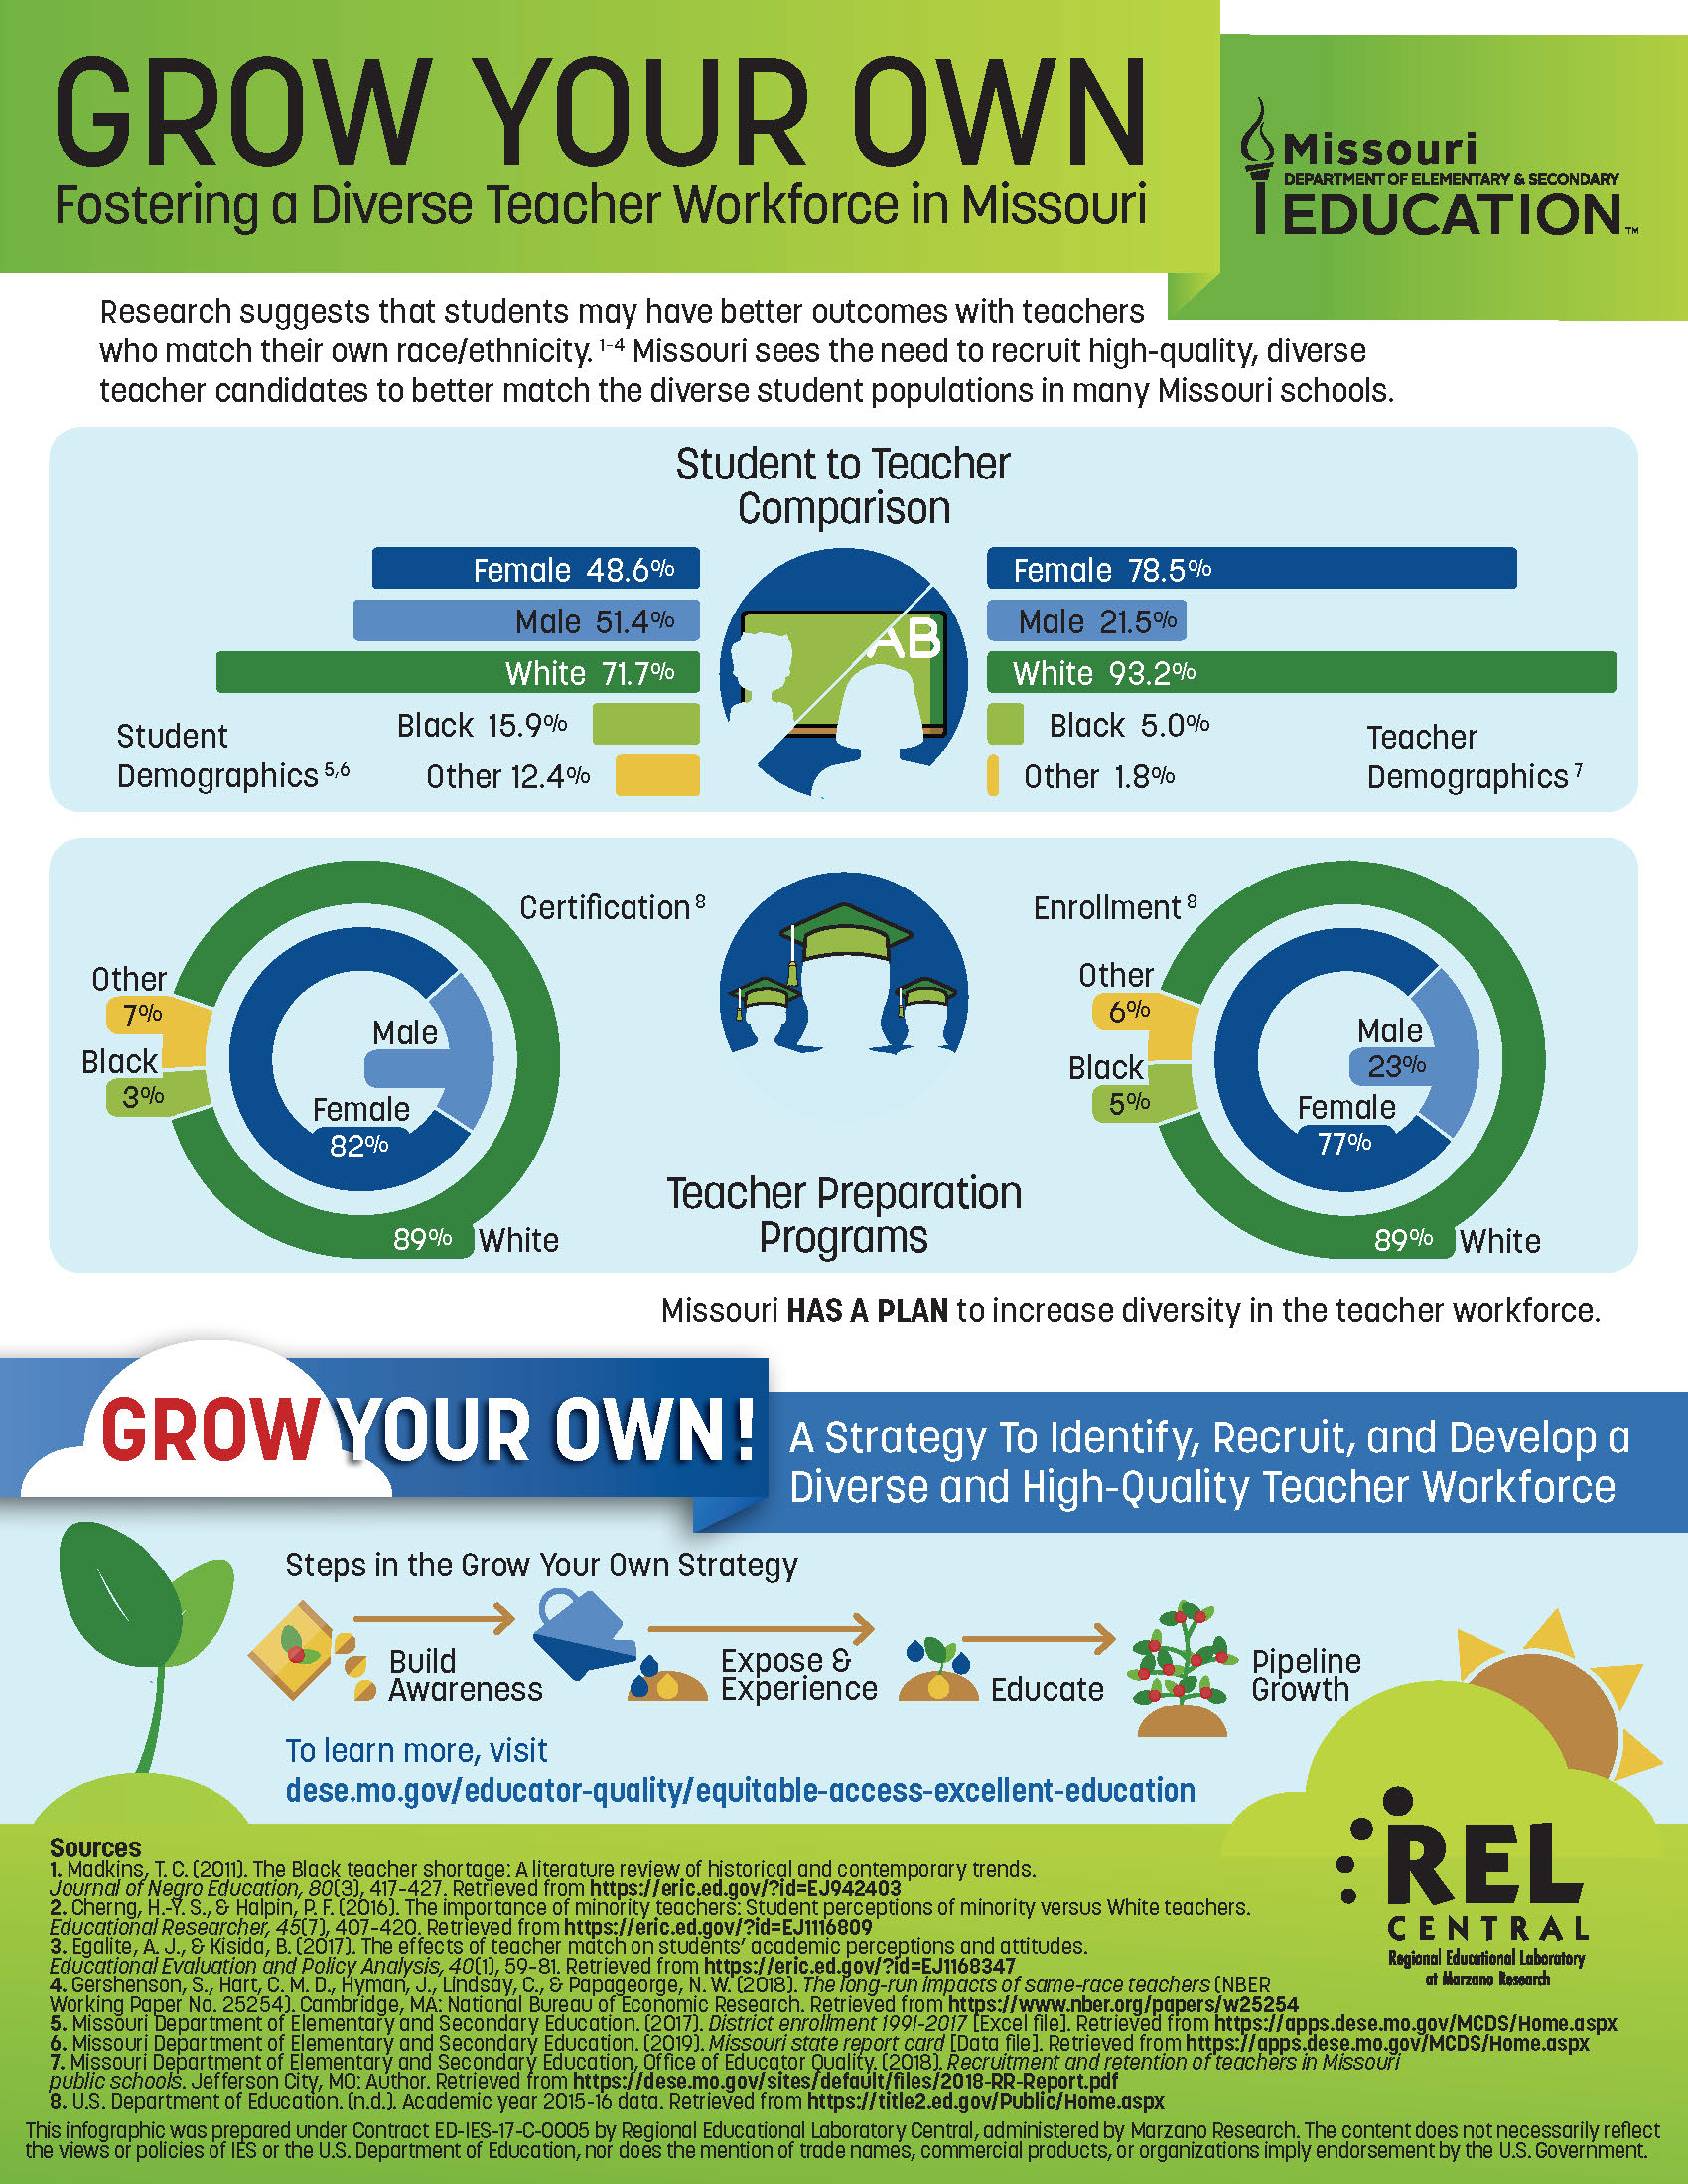 GROW YOUR OWN
Fostering a Diverse Teacher Workforce in Missouri
Missouri
DEPARTMENT OF ELEMENTARY & SECONDARY
EDUCATION™
Research suggests that students may have better outcomes with teachers
who match their own race/ethnicity. 1-4 Missouri sees the need to recruit high-quality, diverse
teacher candidates to better match the diverse student populations in many Missouri schools.
Student to Teacher
Comparison
Female 48.6%
Male 51.4%
White 71.7%
Black 15.9%
Other 12.4%
Student
Demographics 5,6
AB
Female 78.5%
Male 21.5%
White 93.2%
Black 5.0%
Other 1.8%
Teacher
Demographics 7
Certification 8
Other
7%
Black
3%
Male
Female
82%
89% White
Teacher Preparation
Programs
Enrollment 8
Other
6%
Black
5%
Male
23%
Female
77%
89% White
Missouri HAS A PLAN to increase diversity in the teacher workforce.
GROW YOUR OWN!
A Strategy To Identify, Recruit, and Develop a
Diverse and High-Quality Teacher Workforce
Steps in the Grow Your Own Strategy
Build
Awareness
Expose &
Experience
Educate
Pipeline
Growth
To learn more, visit
dese.mo.gov/educator-quality/equitable-access-excellent-education
REL
CENTRAL
Regional Educational Laboratory
at Marzano Research
Sources
1. Madkins, T. C. (2011). The Black teacher shortage: A literature review of historical and contemporary trends.
Journal of Negro Education, 80(3), 417-427. Retrieved from https://eric.ed.gov/?id=EJ942403
2. Cherng, H.-Y. S., & Halpin, P. F. (2016). The importance of minority teachers: Student perceptions of minority versus White teachers.
Educational Researcher, 45(7), 407-420. Retrieved from https://eric.ed.gov/?id=EJ1116809
3. Egalite, A. J., & Kisida, B. (2017). The effects of teacher match on students' academic perceptions and attitudes.
Educational Evaluation and Policy Analysis, 40(1), 59-81. Retrieved from https://eric.ed.gov/?id=EJ1168347
4. Gershenson, S., Hart, C. M. D., Hyman, J., Lindsay, C., & Papageorge, N. W. (2018). The long-run impacts of same-race teachers (NBER
Working Paper No. 25254). Cambridge, MA: National Bureau of Economic Research. Retrieved from https://www.nber.org/papers/w25254
5. Missouri Department of Elementary and Secondary Education. (2017). District enrollment 1991-2017 [Excel file]. Retrieved from https://apps.dese.mo.gov/MCDS/Home.aspx
6. Missouri Department of Elementary and Secondary Education. (2019). Missouri state report card [Data file]. Retrieved from https://apps.dese.mo.gov/MCDS/Home.aspx
7. Missouri Department of Elementary and Secondary Education, Office of Educator Quality. (2018). Recruitment and retention of teachers in Missouri
public schools. Jefferson City, MO: Author. Retrieved from https://dese.mo.gov/sites/default/files/2018-RR-Report.pdf
8. U.S. Department of Education. (n.d.). Academic year 2015-16 data. Retrieved from https://title2.ed.gov/Public/Home.aspx
This infographic was prepared under Contract ED-IES-17-C-0005 by Regional Educational Laboratory Central, administered by Marzano Research. The content does not necessarily reflect
the views or policies of IES or the U.S. Department of Education, nor does the mention of trade names, commercial products, or organizations imply endorsement by the U.S. Government.